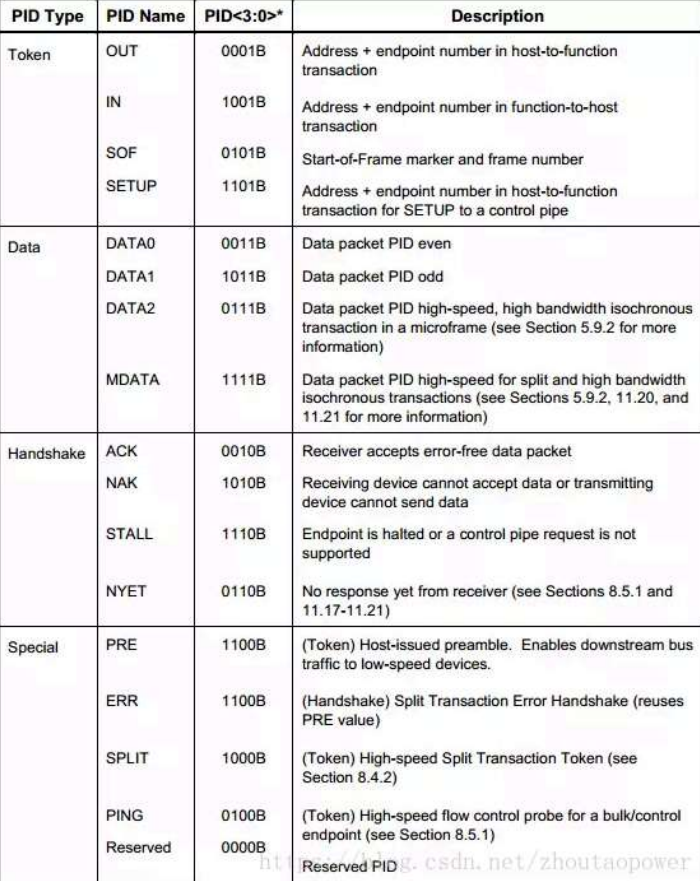 PID Type PID Name PID<3:0>* Description
Token OUT 0001B Address + endpoint number in host-to-function
transaction
IN 1001B Address + endpoint number in function-to-host
transaction
SOF 0101B Start-of-Frame marker and frame number
SETUP 1101B Address + endpoint number in host-to-function
transaction for SETUP to a control pipe
Data DATA0 0011B Data packet PID even
DATA1 1011B Data packet PID odd
DATA2 0111B Data packet PID high-speed, high bandwidth isochronous
transaction in a microframe (see Section 5.9.2 for more
information)
MDATA 1111B Data packet PID high-speed for split and high bandwidth
isochronous transactions (see Sections 5.9.2, 11.20, and
11.21 for more information)
Handshake ACK 0010B Receiver accepts error-free data packet
NAK 1010B Receiving device cannot accept data or transmitting
device cannot send data
STALL 1110B Endpoint is halted or a control pipe request is not
supported
NYET 0110B No response yet from receiver (see Sections 8.5.1 and
11.17-11.21)
Special PRE 1100B (Token) Host-issued preamble. Enables downstream bus
traffic to low-speed devices.
ERR 1100B (Handshake) Split Transaction Error Handshake (reuses
PRE value)
SPLIT 1000B (Token) High-speed Split Transaction Token (see
Section 8.4.2)
PING 0100B (Token) High-speed flow control probe for a bulk/control
endpoint (see Section 8.5.1)
Reserved 0000B Reserved PID
https://blog.csdn.net/zhoutaopower